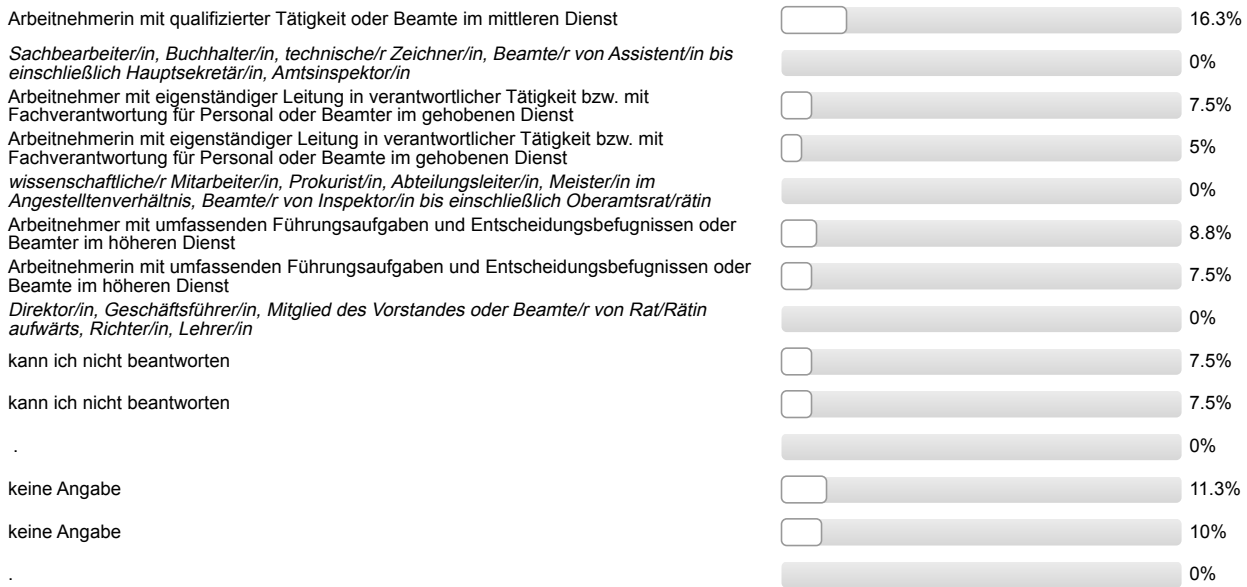 Arbeitnehmerin mit qualifizierter Tätigkeit oder Beamte im mittleren Dienst 16.3%
Sachbearbeiter/in, Buchhalter/in, technische/r Zeichner/in, Beamte/r von Assistent/in bis
einschließlich Hauptsekretär/in, Amtsinspektor/in 0%
Arbeitnehmer mit eigenständiger Leitung in verantwortlicher Tätigkeit bzw. mit
Fachverantwortung für Personal oder Beamter im gehobenen Dienst 7.5%
Arbeitnehmerin mit eigenständiger Leitung in verantwortlicher Tätigkeit bzw. mit
Fachverantwortung für Personal oder Beamte im gehobenen Dienst 5%
wissenschaftliche/r Mitarbeiter/in, Prokurist/in, Abteilungsleiter/in, Meister/in im
Angestelltenverhältnis, Beamte/r von Inspektor/in bis einschließlich Oberamtsrat/rätin 0%
Arbeitnehmer mit umfassenden Führungsaufgaben und Entscheidungsbefugnissen oder
Beamter im höheren Dienst 8.8%
Arbeitnehmerin mit umfassenden Führungsaufgaben und Entscheidungsbefugnissen oder
Beamte im höheren Dienst 7.5%
Direktor/in, Geschäftsführer/in, Mitglied des Vorstandes oder Beamte/r von Rat/Rätin
aufwärts, Richter/in, Lehrer/in 0%
kann ich nicht beantworten 7.5%
kann ich nicht beantworten 7.5%
. 0%
keine Angabe 11.3%
keine Angabe 10%
. 0%